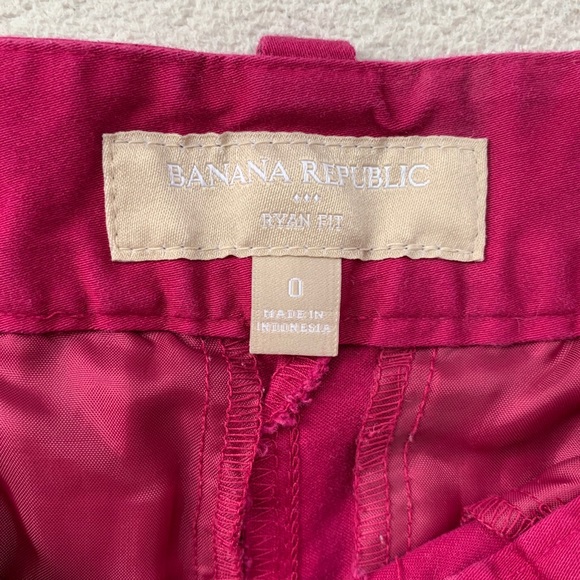 BANANA REPUBLIC
RYAN FIT
0
MADE IN
INDONESIA